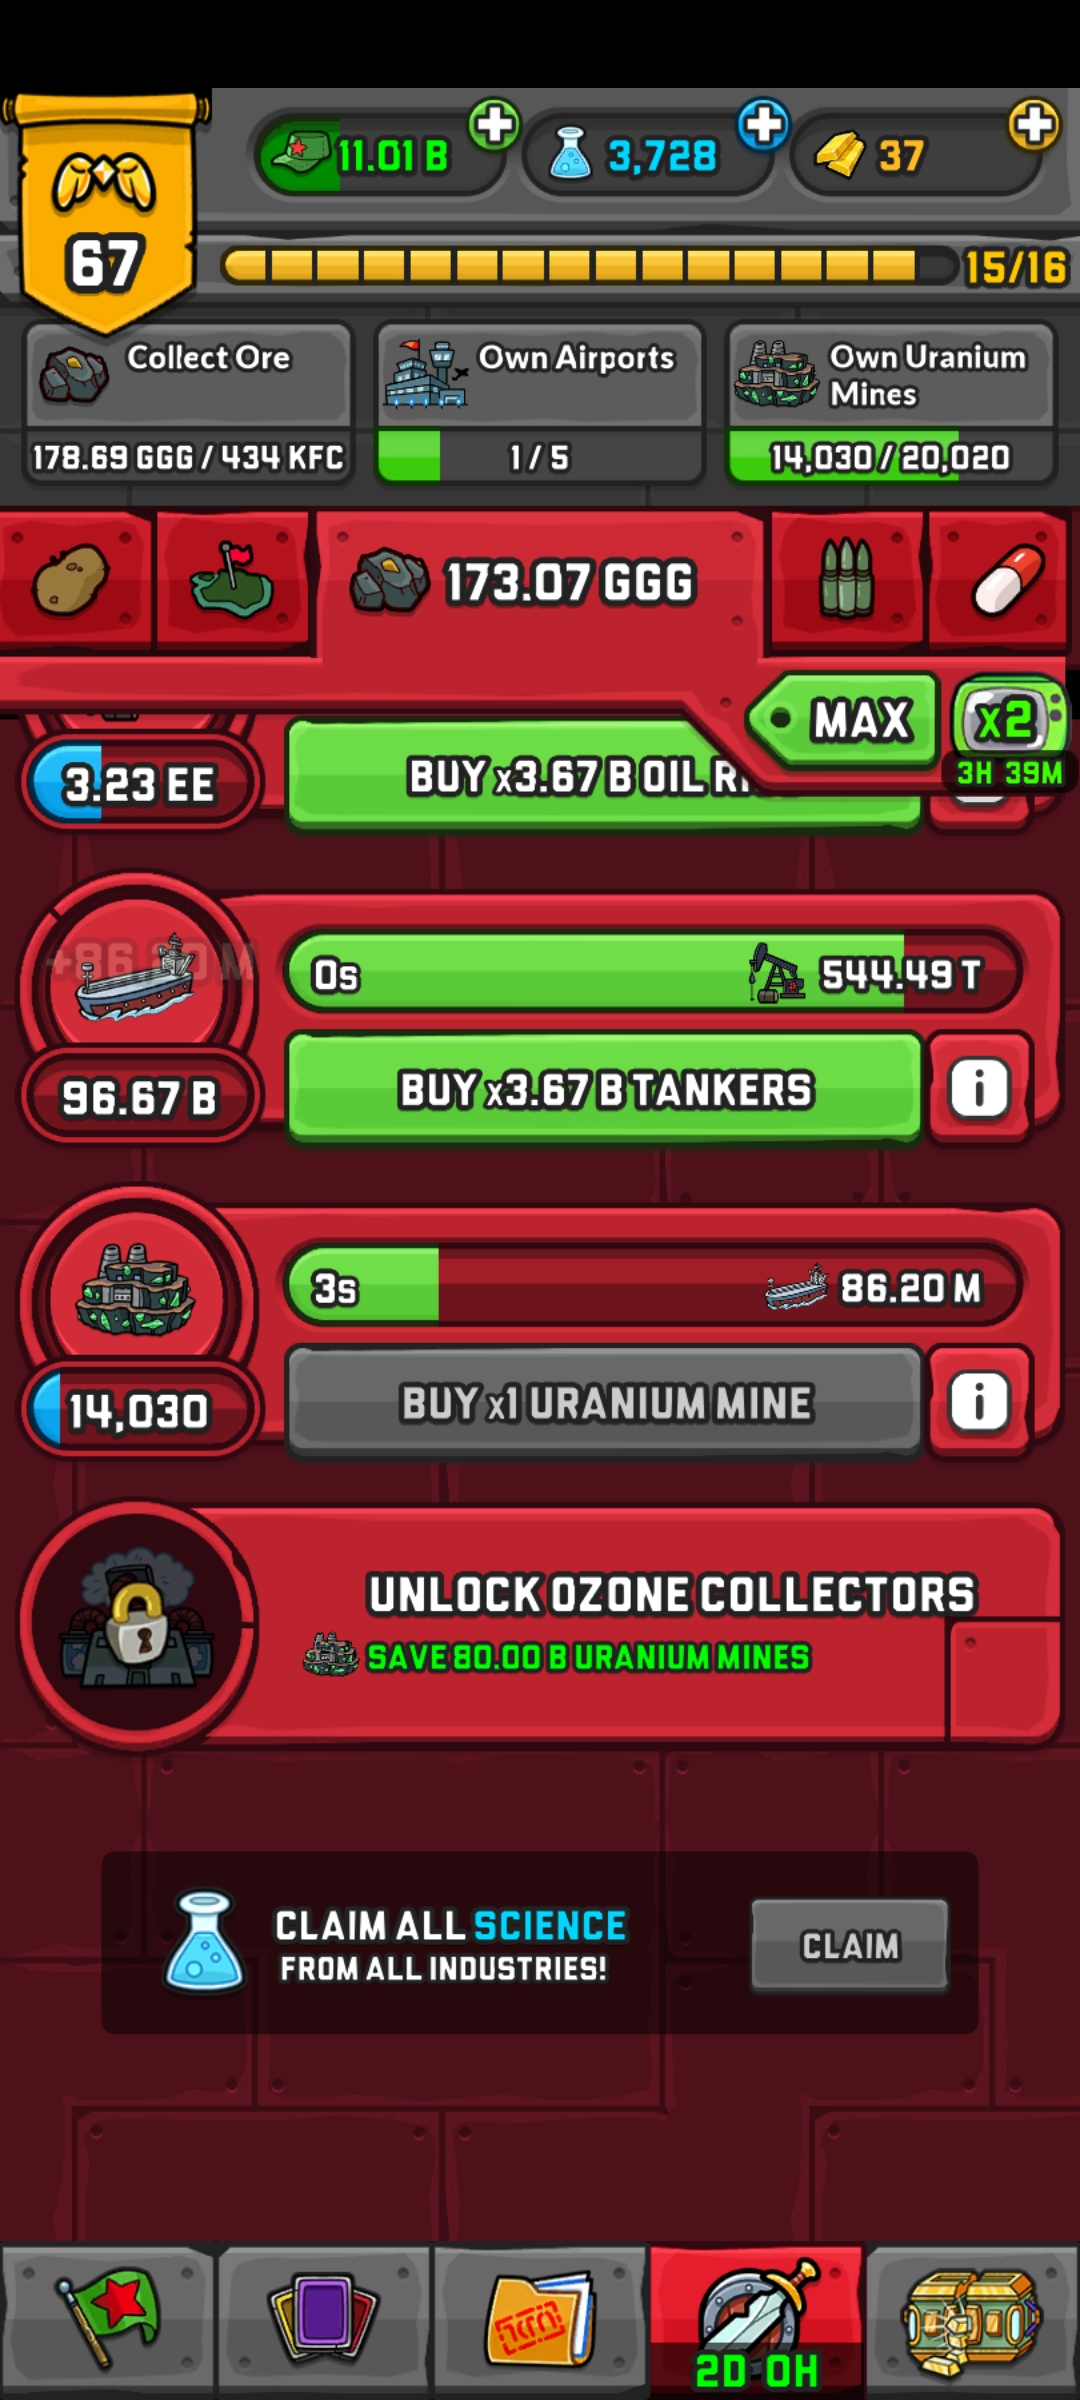 11.01 B
3,728
37
67
15/16
Collect Ore
Own Airports
Own Uranium
Mines
178.69 GGG / 434 KFC
1 / 5
14,030 / 20,020
173.07 GGG
MAX
x2
3H 39M
3.23 EE
BUY x3.67 B OIL
+86.20 M
0s
544.49 T
96.67 B
BUY x3.67 B TANKERS
i
3s
86.20 M
14,030
BUY x1 URANIUM MINE
i
UNLOCK OZONE COLLECTORS
SAVE 80.00 B URANIUM MINES
CLAIM ALL SCIENCE
FROM ALL INDUSTRIES!
CLAIM
2D 0H